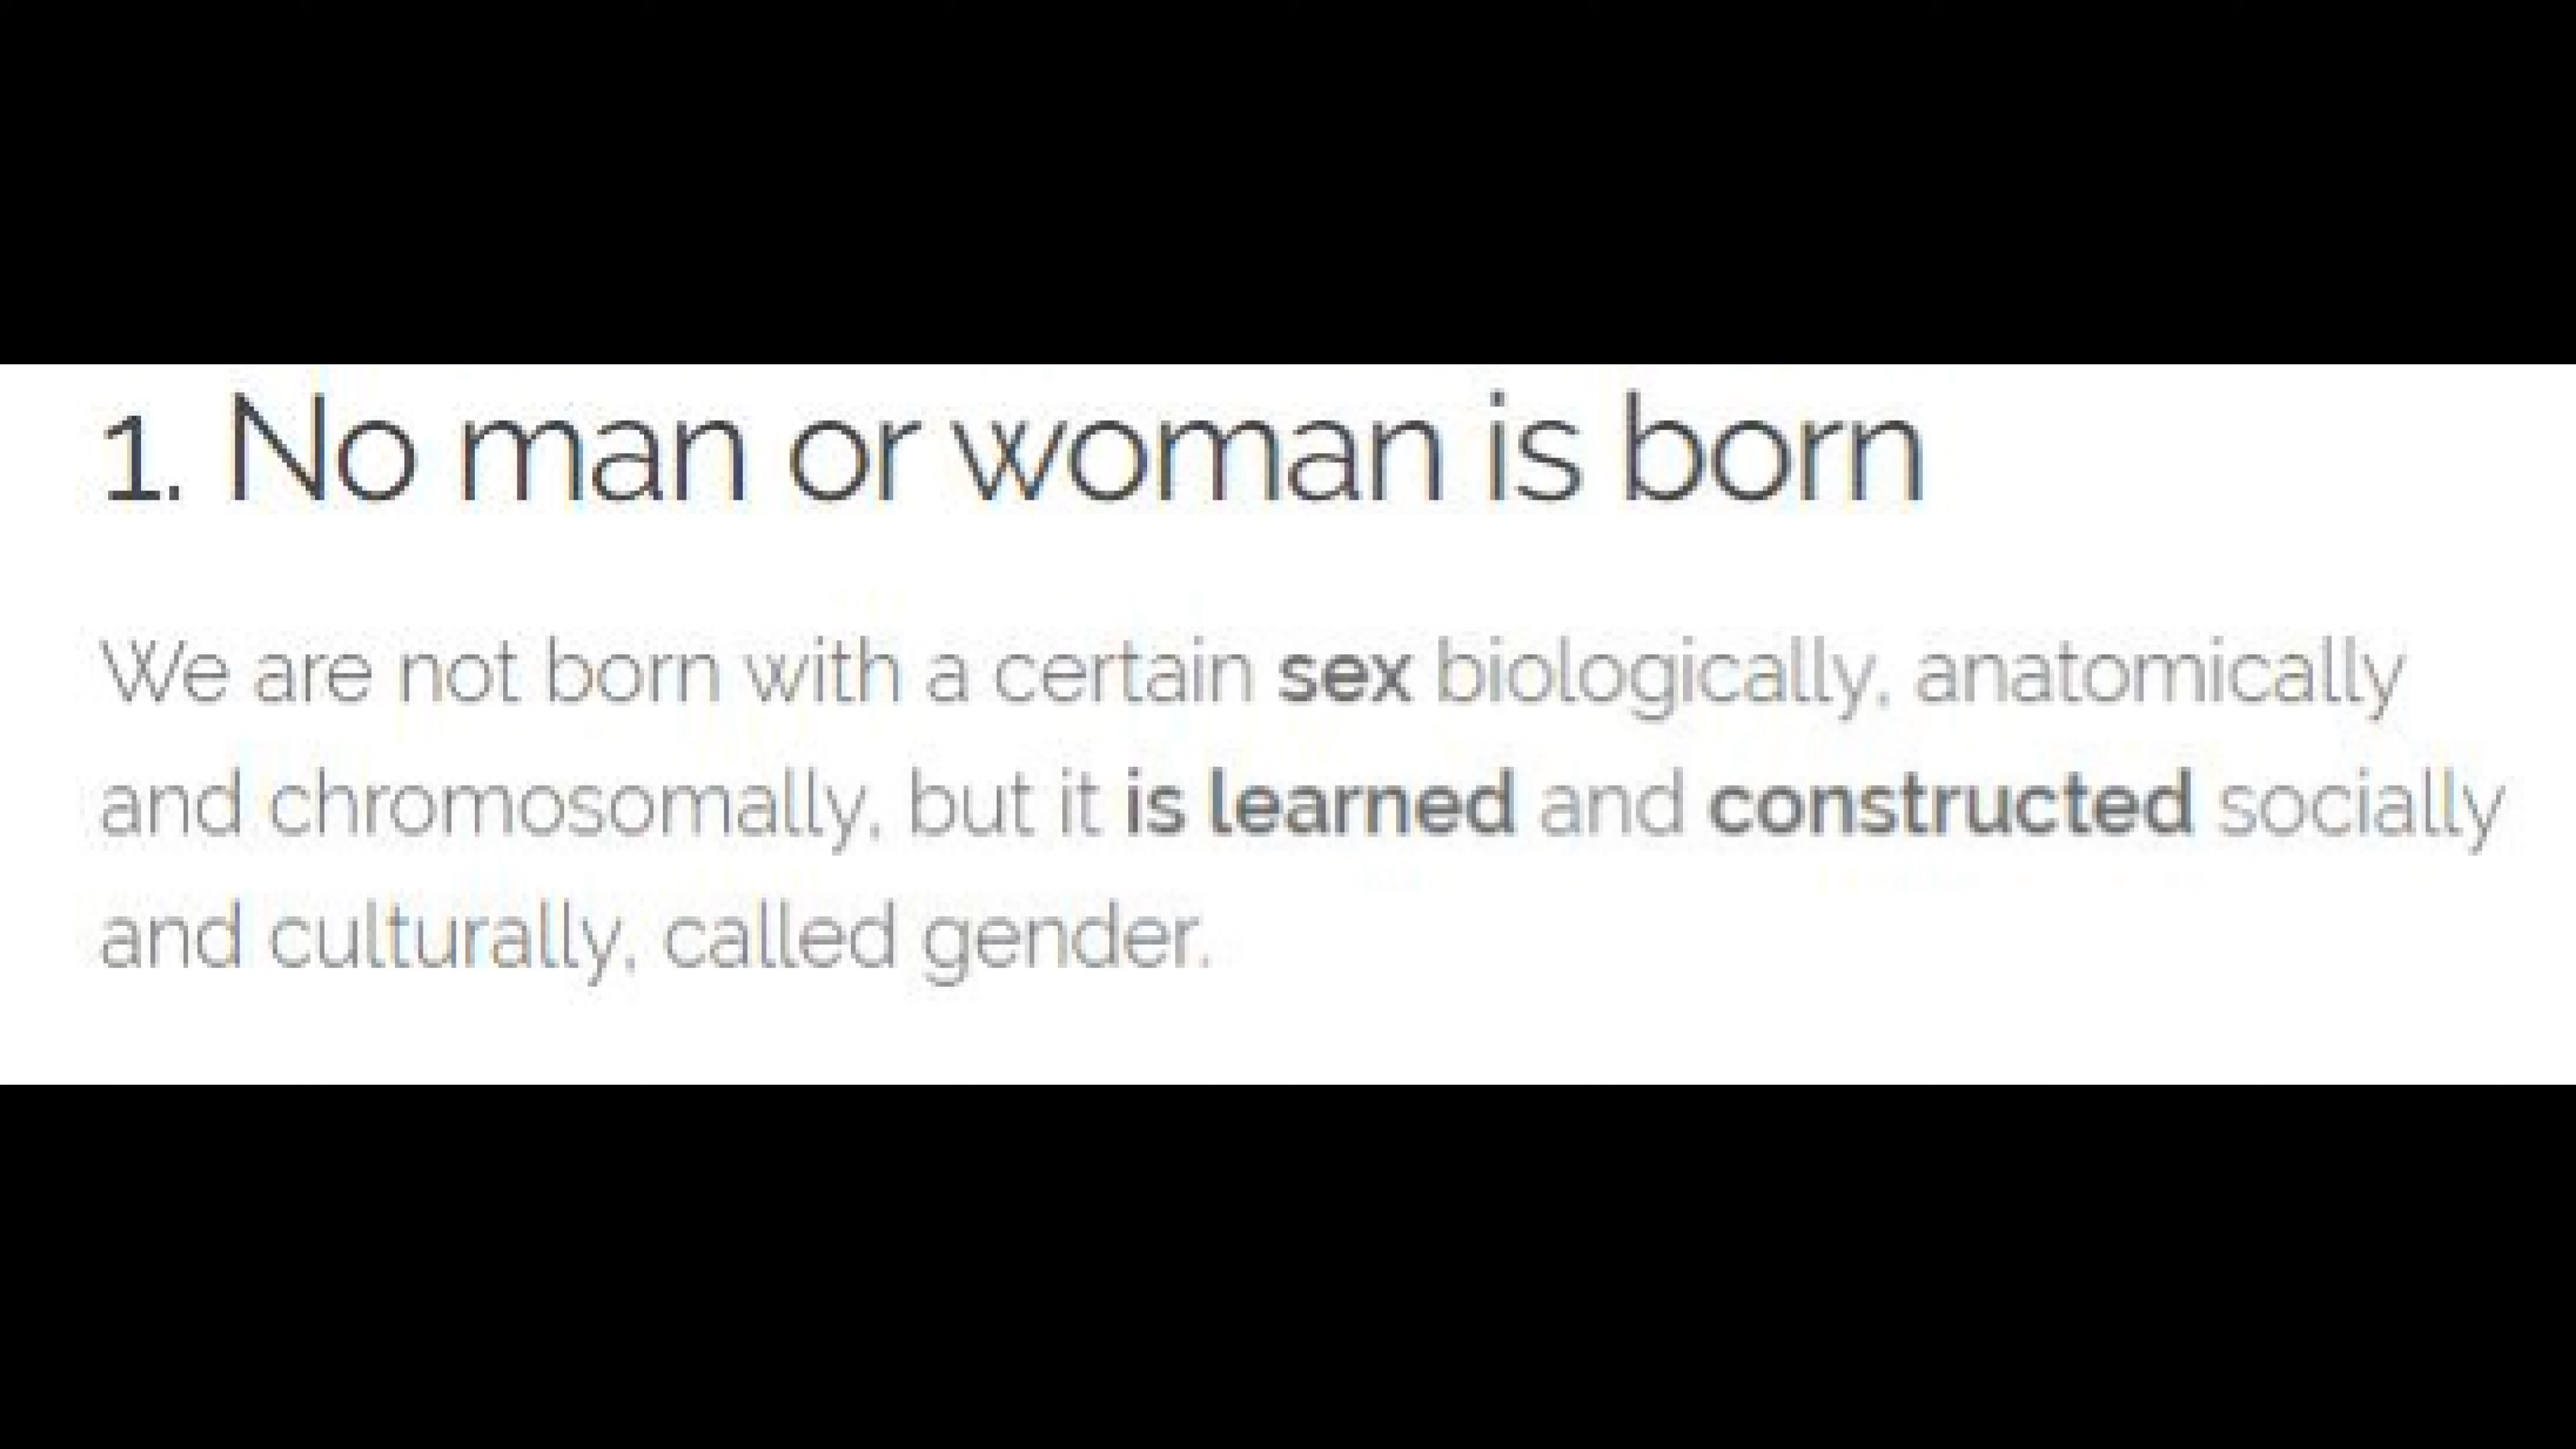 1. No man or woman is born
We are not born with a certain sex biologically, anatomically
and chromosomally, but it is learned and constructed socially
and culturally, called gender.